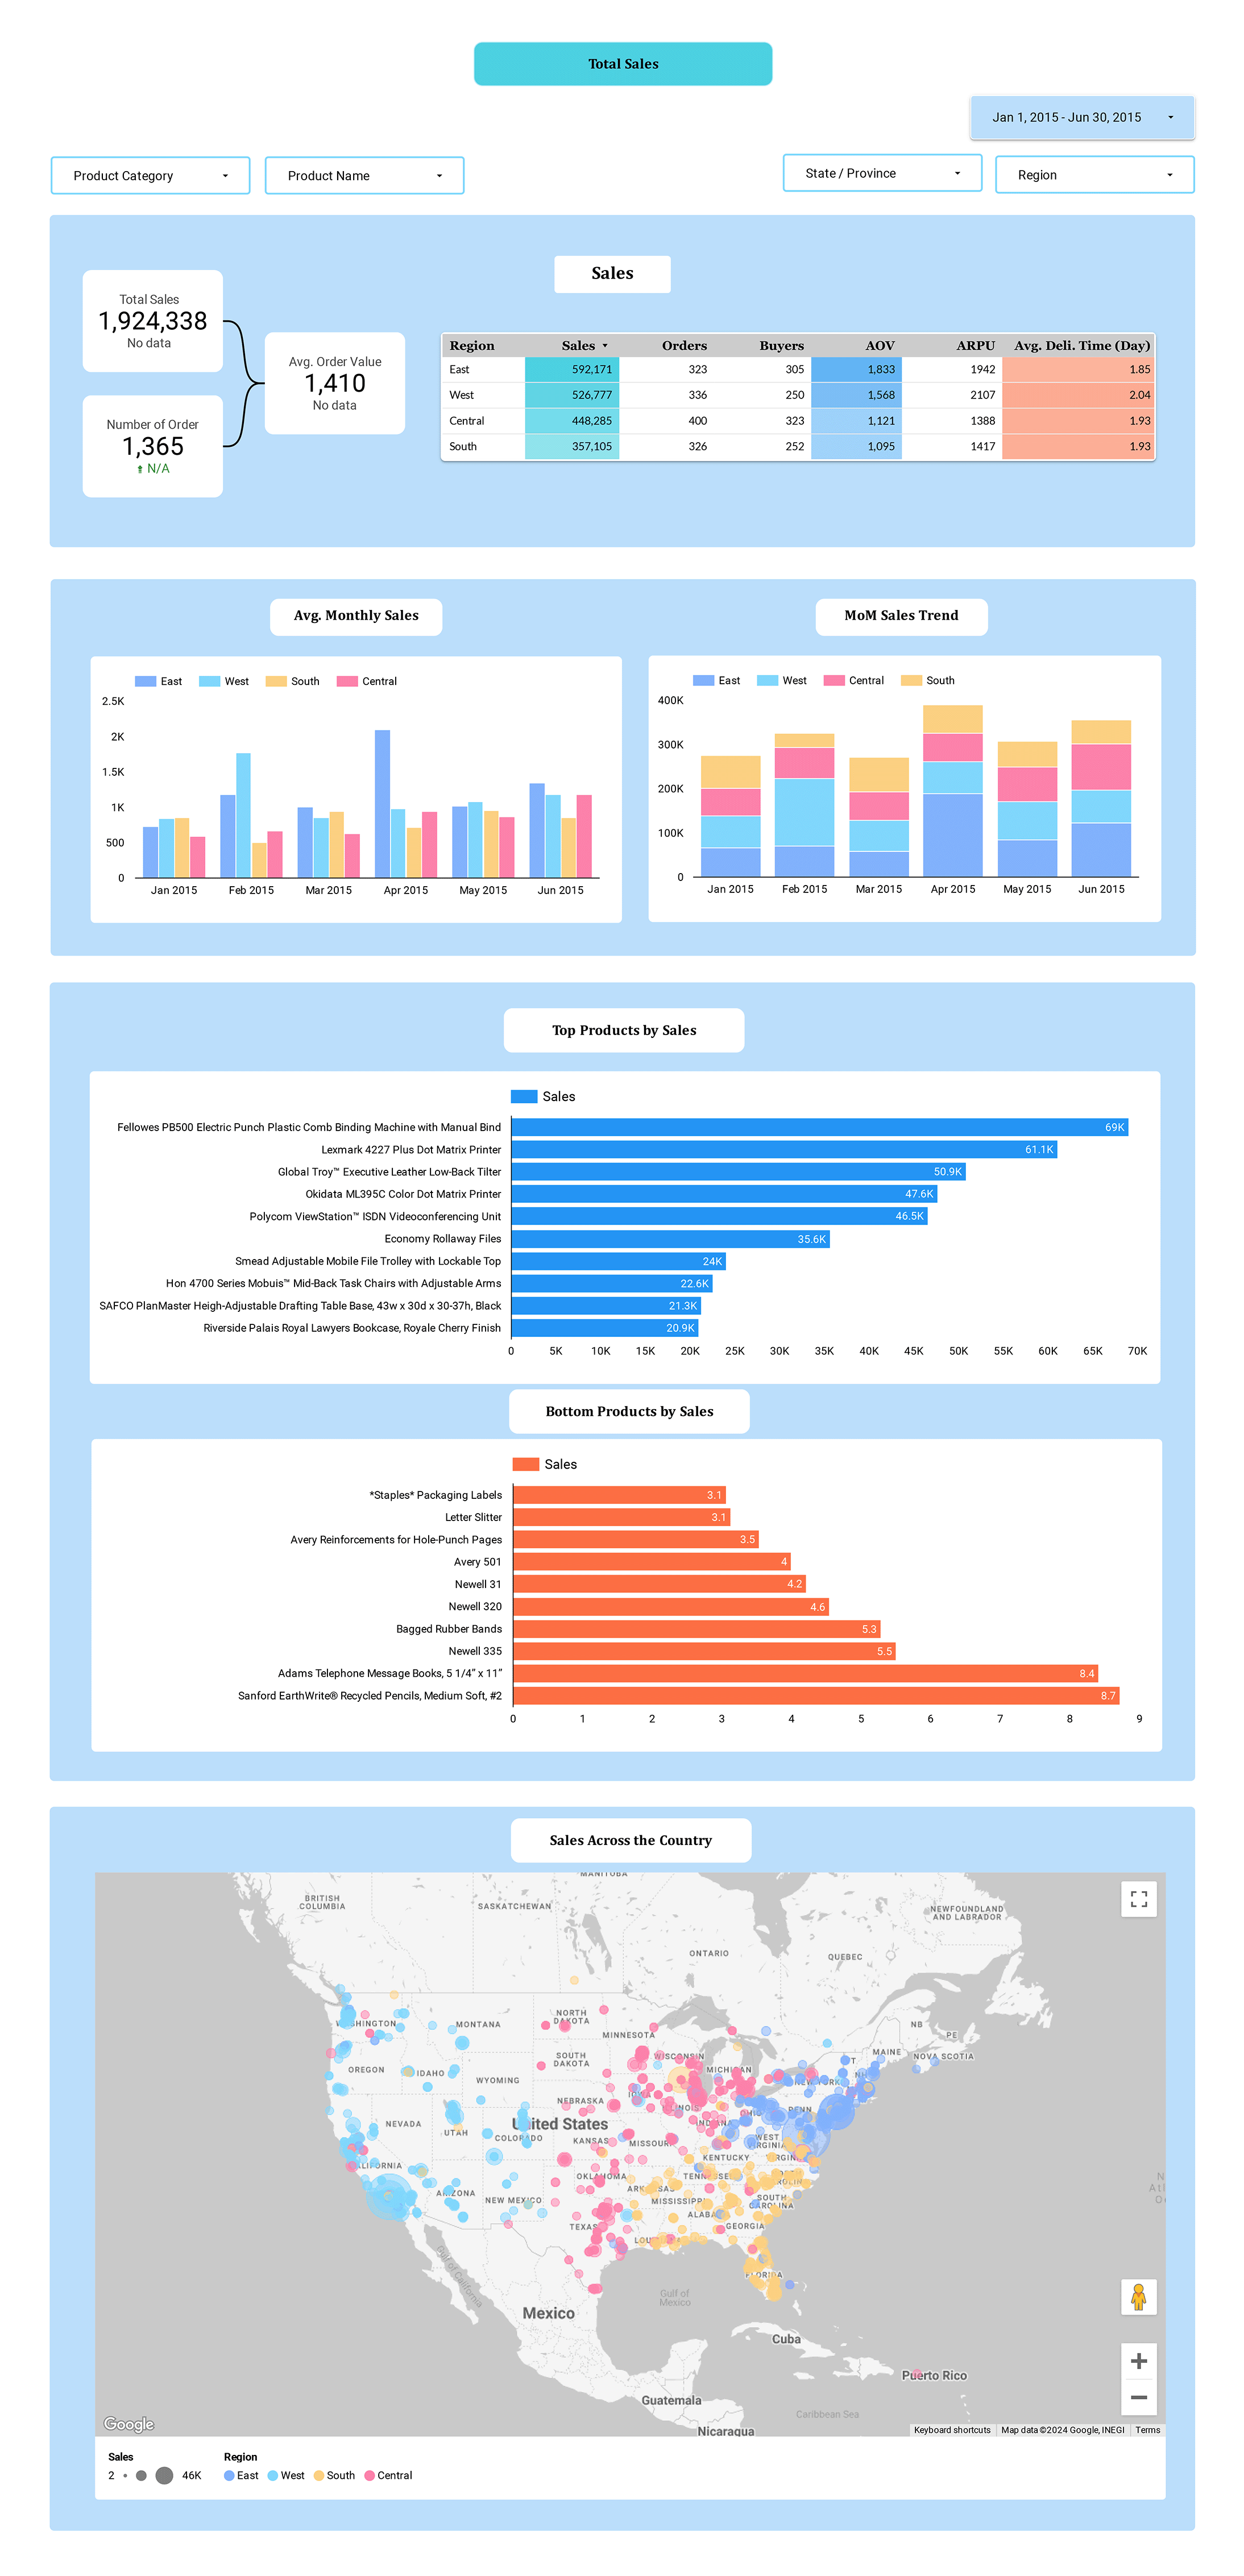 Total Sales
Jan 1, 2015 - Jun 30, 2015
Product Category
Product Name
State / Province
Region
Sales
Total Sales
1,924,338
No data
Number of Order
1,365
N/A
Avg. Order Value
1,410
No data
Region Sales Orders Buyers AOV ARPU Avg. Deli. Time (Day)
East 592,171 323 305 1,833 1942 1.85
West 526,777 336 250 1,568 2107 2.04
Central 448,285 400 323 1,121 1388 1.93
South 357,105 326 252 1,095 1417 1.93
Avg. Monthly Sales
East West South Central
2.5K
2K
1.5K
1K
500
0
Jan 2015 Feb 2015 Mar 2015 Apr 2015 May 2015 Jun 2015
MoM Sales Trend
East West Central South
400K
300K
200K
100K
0
Jan 2015 Feb 2015 Mar 2015 Apr 2015 May 2015 Jun 2015
Top Products by Sales
Sales
Fellowes PB500 Electric Punch Plastic Comb Binding Machine with Manual Bind 69K
Lexmark 4227 Plus Dot Matrix Printer 61.1K
Global Troy™ Executive Leather Low-Back Tilter 50.9K
Okidata ML395C Color Dot Matrix Printer 47.6K
Polycom ViewStation™ ISDN Videoconferencing Unit 46.5K
Economy Rollaway Files 35.6K
Smead Adjustable Mobile File Trolley with Lockable Top 24K
Hon 4700 Series Mobuis™ Mid-Back Task Chairs with Adjustable Arms 22.6K
SAFCO PlanMaster Heigh-Adjustable Drafting Table Base, 43w x 30d x 30-37h, Black 21.3K
Riverside Palais Royal Lawyers Bookcase, Royale Cherry Finish 20.9K
0 5K 10K 15K 20K 25K 30K 35K 40K 45K 50K 55K 60K 65K 70K
Bottom Products by Sales
Sales
*Staples* Packaging Labels 3.1
Letter Slitter 3.1
Avery Reinforcements for Hole-Punch Pages 3.5
Avery 501 4
Newell 31 4.2
Newell 320 4.6
Bagged Rubber Bands 5.3
Newell 335 5.5
Adams Telephone Message Books, 5 1/4” x 11” 8.4
Sanford EarthWrite® Recycled Pencils, Medium Soft, #2 8.7
0 1 2 3 4 5 6 7 8 9
Sales Across the Country
MANITOBA
BRITISH
COLUMBIA
SASKATCHEWAN
NEWFOUNDLAND
AND LABRADOR
ONTARIO
QUEBEC
NORTH
DAKOTA
MONTANA
MINNESOTA
NB
PE
MAINE
NOVA SCOTIA
WISCONSIN
SOUTH
DAKOTA
OREGON
IDAHO
MICHIGAN
WYOMING
NEBRASKA
NEVADA
United States
UTAH
COLORADO
KANSAS
MISSOURI
WEST
VIRGINIA
KENTUCKY
OKLAHOMA
ARIZONA
NEW MEXICO
MISSISSIPPI
SOUTH
CAROLINA
GEORGIA
TEXAS
FLORIDA
Gulf of California
Gulf of
Mexico
Mexico
Cuba
Puerto Rico
Guatemala
Caribbean Sea
Nicaragua
Google
Keyboard shortcuts Map data ©2024 Google, INEGI Terms
Sales
2 46K
Region
East West South Central